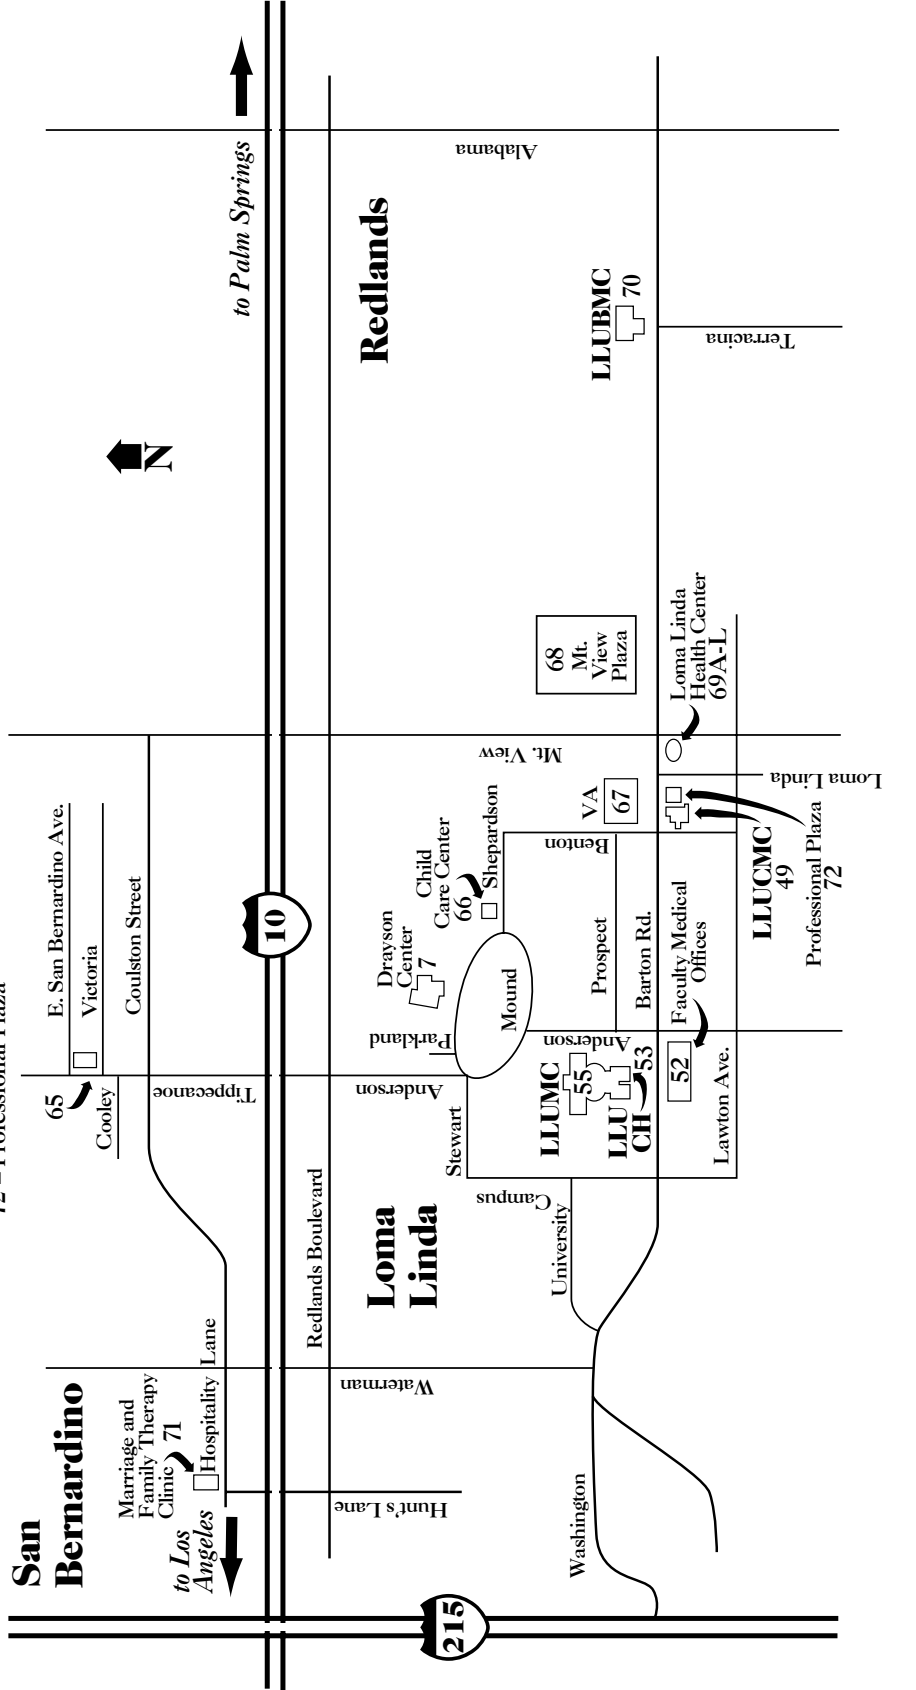 72 – Professional Plaza
San
Bernardino
Marriage and
Family Therapy
Clinic
71
Hospitality Lane
to Los
Angeles
65
Cooley
E. San Bernardino Ave.
Victoria
Coulston Street
Tippecanoe
N
to Palm Springs
10
215
Redlands Boulevard
Hunt's Lane
Waterman
Loma
Linda
Anderson
Parkland
Drayson
Center
7
Child
Care Center
66
Shepardson
Mt. View
Redlands
Alabama
Stewart
Mound
Campus
University
Washington
LLUMC
55
LLU
CH
53
Anderson
Prospect
Benton
VA
67
68
Mt.
View
Plaza
LLUBMC
70
Terracina
Barton Rd.
Faculty Medical
Offices
52
Lawton Ave.
Loma Linda
Health Center
69A-L
Loma Linda
LLUCMC
49
Professional Plaza
72